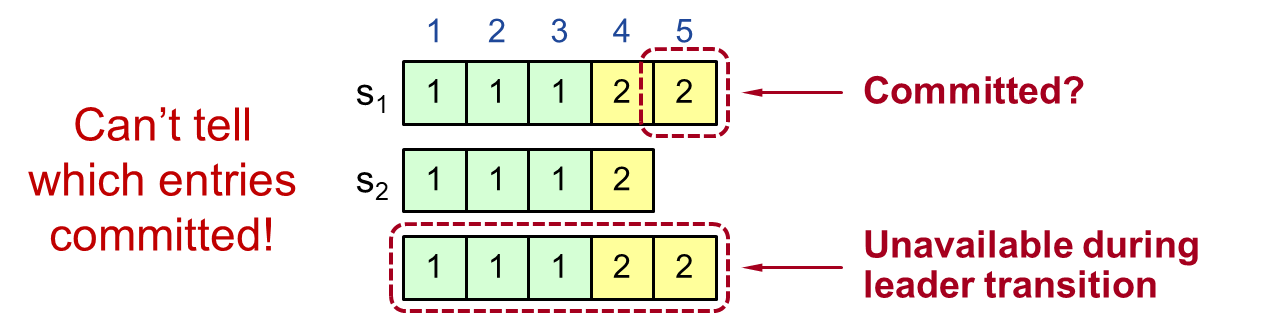 1 2 3 4 5
s1 1 1 1 2 2
Committed?
Can’t tell
which entries
committed!
s2 1 1 1 2
1 1 1 2 2
Unavailable during
leader transition